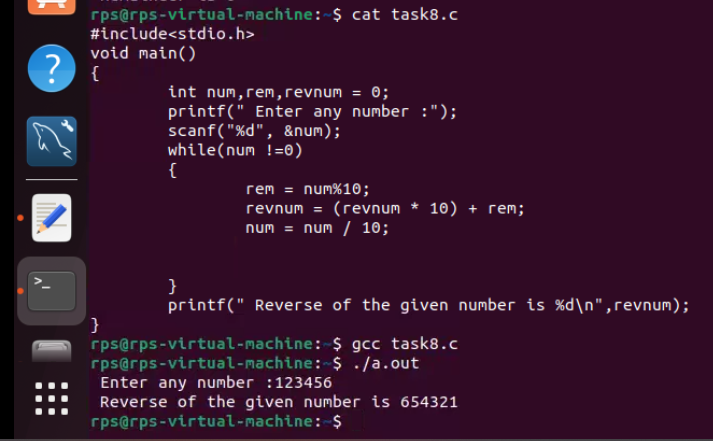 rps@rps-virtual-machine:~$ cat task8.c
#include<stdio.h>
void main()
{
int num,rem,revnum = 0;
printf(" Enter any number :");
scanf("%d", &num);
while(num !=0)
{
rem = num%10;
revnum = (revnum * 10) + rem;
num = num / 10;
}
printf(" Reverse of the given number is %d\n",revnum);
}
rps@rps-virtual-machine:~$ gcc task8.c
rps@rps-virtual-machine:~$ ./a.out
Enter any number :123456
Reverse of the given number is 654321
rps@rps-virtual-machine:~$